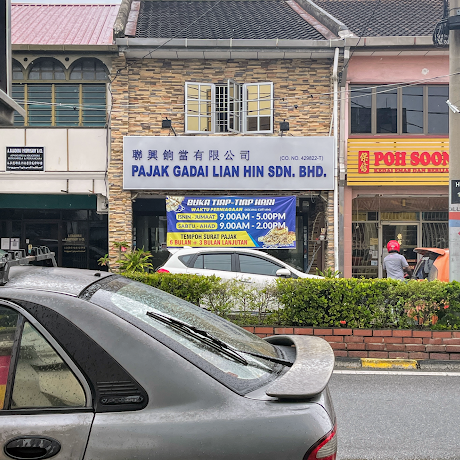 聯興餉當有限公司
(CO. NO. 429822-T)
PAJAK GADAI LIAN HIN SDN. BHD.
BUKA TIAP-TIAP HARI
WAKTU PERNIAGAAN
ISNIN-JUMAAT 9.00AM - 5.00PM
SABTU-AHAD 9.00AM - 2.00PM
TEMPOH SURAT PAJAK
6 BULAN + 3 BULAN LANJUTAN
POH SOON